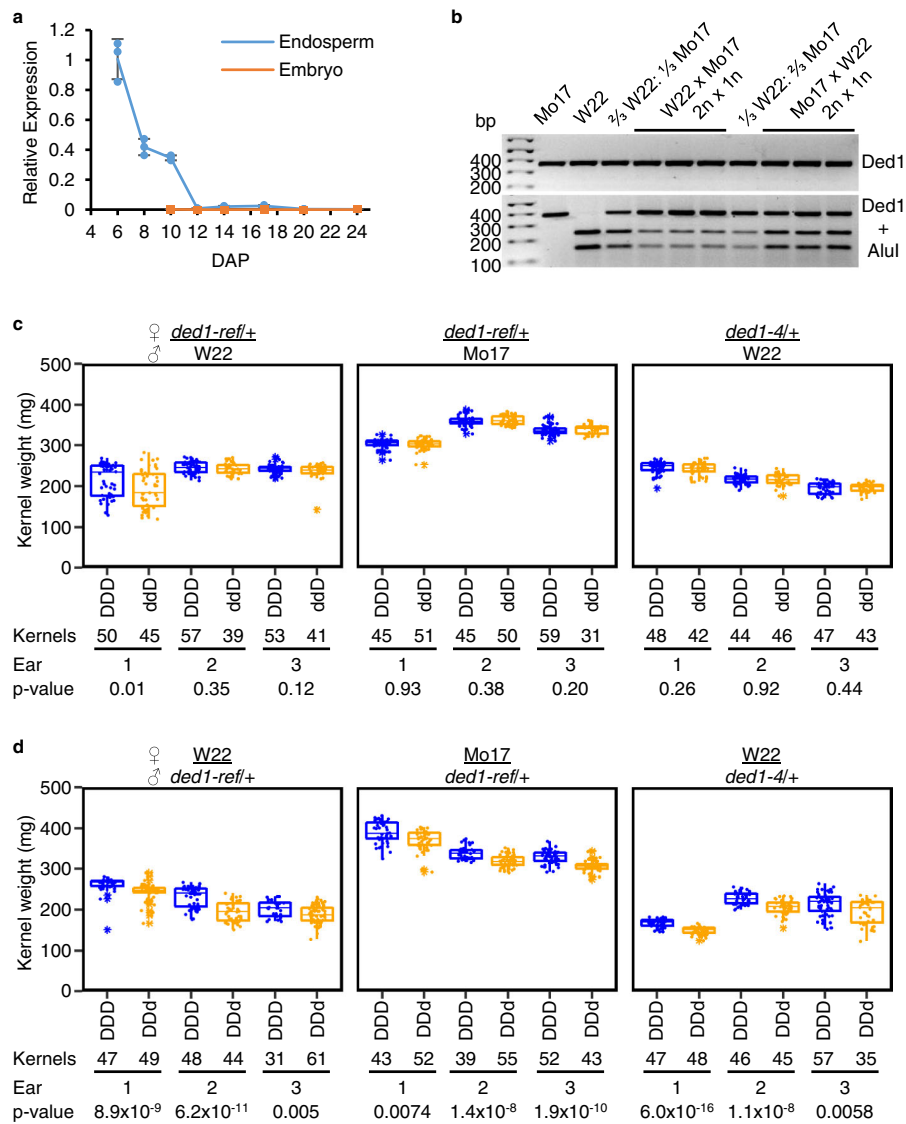 a
1.2
1
0.8
0.6
0.4
0.2
0
Relative Expression
4 6 8 10 12 14 16 18 20 22 24
DAP
Endosperm
Embryo
b
bp
Mo17
W22
⅔ W22: ⅓ Mo17
W22 x Mo17
2n x 1n
⅓ W22: ⅔ Mo17
Mo17 x W22
2n x 1n
400
300
200
Ded1
400
300
200
100
Ded1
+
AluI
c
♀ ded1-ref/+
♂ W22
ded1-ref/+
Mo17
ded1-4/+
W22
Kernel weight (mg)
500
400
300
200
100
0
DDD ddD DDD ddD DDD ddD DDD ddD DDD ddD DDD ddD DDD ddD DDD ddD DDD ddD
Kernels 50 45 57 39 53 41 45 51 45 50 59 31 48 42 44 46 47 43
Ear 1 2 3 1 2 3 1 2 3
p-value 0.01 0.35 0.12 0.93 0.38 0.20 0.26 0.92 0.44
d
♀ W22
♂ ded1-ref/+
Mo17
ded1-ref/+
W22
ded1-4/+
Kernel weight (mg)
500
400
300
200
100
0
DDD DDd DDD DDd DDD DDd DDD DDd DDD DDd DDD DDd DDD DDd DDD DDd DDD DDd
Kernels 47 49 48 44 31 61 43 52 39 55 52 43 47 48 46 45 57 35
Ear 1 2 3 1 2 3 1 2 3
p-value 8.9x10⁻⁹ 6.2x10⁻¹¹ 0.005 0.0074 1.4x10⁻⁸ 1.9x10⁻¹⁰ 6.0x10⁻¹⁶ 1.1x10⁻⁸ 0.0058